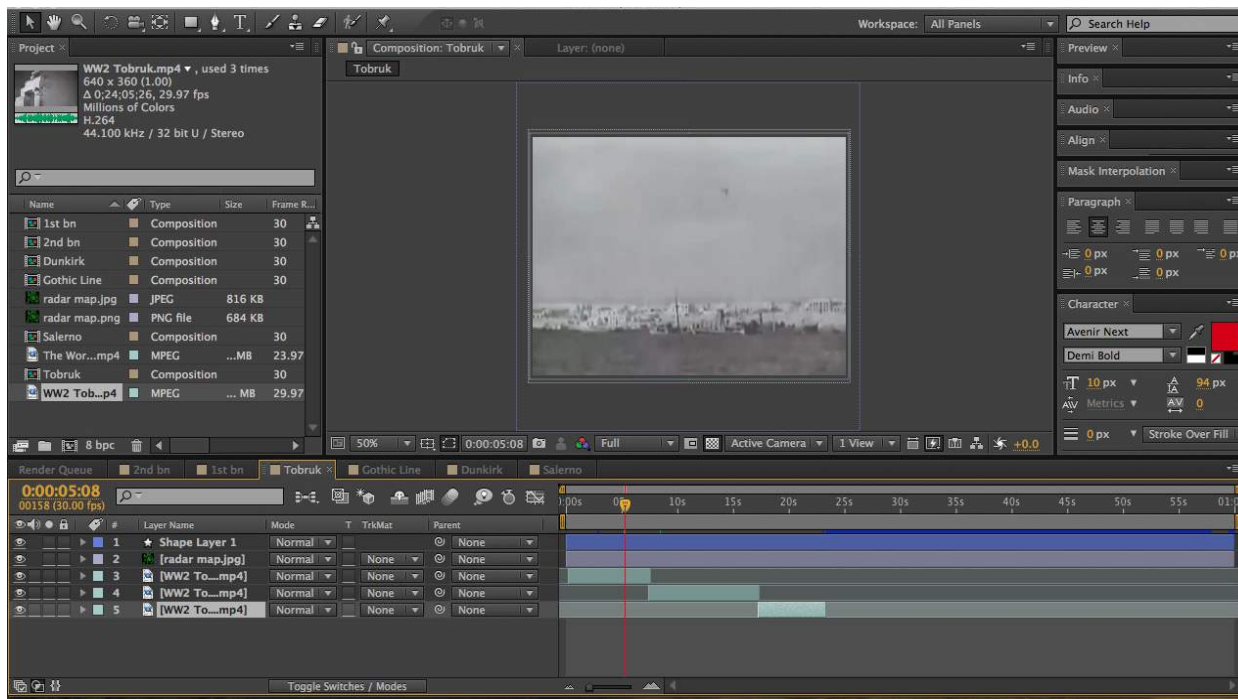 Workspace: All Panels Search Help
Project
WW2 Tobruk.mp4 , used 3 times
640 x 360 (1.00)
Δ 0;24;05;26, 29.97 fps
Millions of Colors
H.264
44.100 kHz / 32 bit U / Stereo
Name Type Size Frame R...
1st bn Composition 30
2nd bn Composition 30
Dunkirk Composition 30
Gothic Line Composition 30
radar map.jpg JPEG 816 KB
radar map.png PNG file 684 KB
Salerno Composition 30
The Wor...mp4 MPEG ...MB 23.97
Tobruk Composition 30
WW2 Tob...p4 MPEG ... MB 29.97
8 bpc
Composition: Tobruk Layer: (none)
Tobruk
50% 0:00:05:08 Full Active Camera 1 View +0.0
Preview
Info
Audio
Align
Mask Interpolation
Paragraph
0 px 0 px 0 px
0 px 0 px
Character
Avenir Next
Demi Bold
10 px 94 px
Metrics 0
0 px Stroke Over Fill
Render Queue 2nd bn 1st bn Tobruk Gothic Line Dunkirk Salerno
0:00:05:08
00158 (30.00 fps)
):00s 10s 15s 20s 25s 30s 35s 40s 45s 50s 55s 01:0
# Layer Name Mode T TrkMat Parent
1 Shape Layer 1 Normal None
2 [radar map.jpg] Normal None None
3 [WW2 To....mp4] Normal None None
4 [WW2 To....mp4] Normal None None
5 [WW2 To....mp4] Normal None None
Toggle Switches / Modes